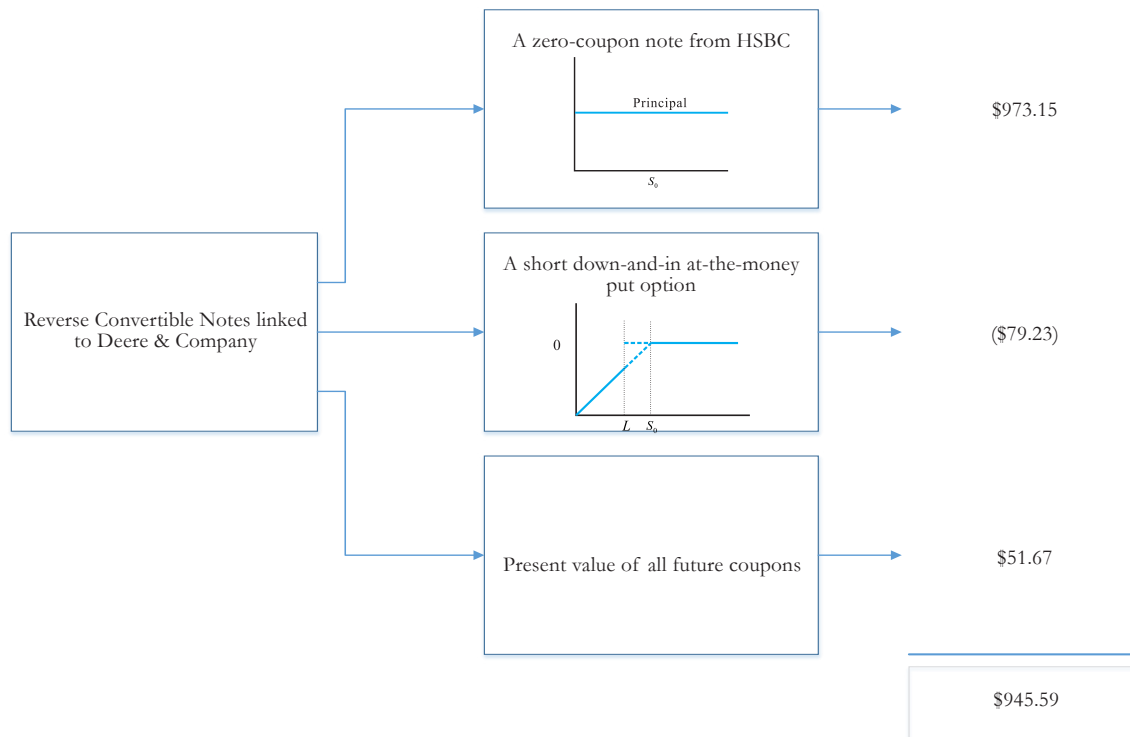 A zero-coupon note from HSBC
Principal
S₀
$973.15
Reverse Convertible Notes linked
to Deere & Company
A short down-and-in at-the-money
put option
0
L S₀
($79.23)
Present value of all future coupons
$51.67
$945.59